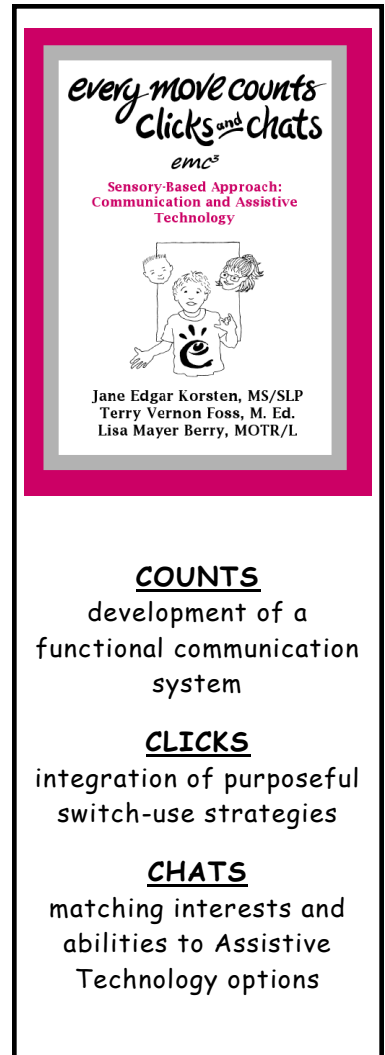 every move counts
clicks and chats
emc³
Sensory-Based Approach:
Communication and Assistive
Technology
e
Jane Edgar Korsten, MS/SLP
Terry Vernon Foss, M. Ed.
Lisa Mayer Berry, MOTR/L
COUNTS
development of a
functional communication
system
CLICKS
integration of purposeful
switch-use strategies
CHATS
matching interests and
abilities to Assistive
Technology options